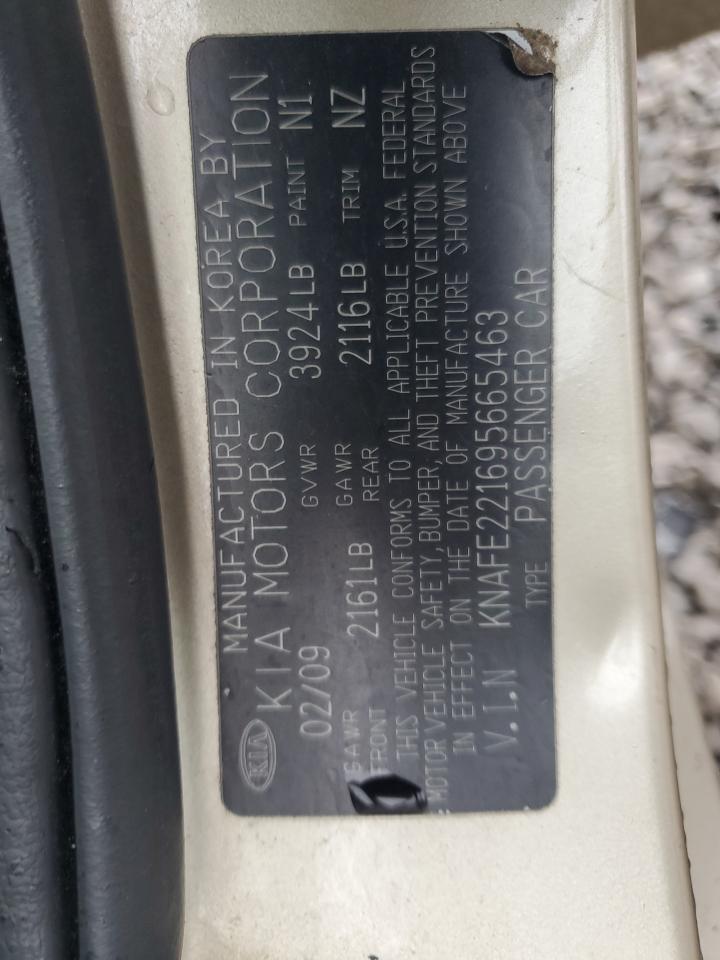 KIA
MANUFACTURED IN KOREA BY
KIA MOTORS CORPORATION
02/09 GVWR 3924LB PAINT N1
GAWR FRONT 2161LB GAWR REAR 2116LB TRIM NZ
THIS VEHICLE CONFORMS TO ALL APPLICABLE U.S.A. FEDERAL
MOTOR VEHICLE SAFETY, BUMPER, AND THEFT PREVENTION STANDARDS
IN EFFECT ON THE DATE OF MANUFACTURE SHOWN ABOVE
V.I.N KNAFE221695665463
TYPE PASSENGER CAR